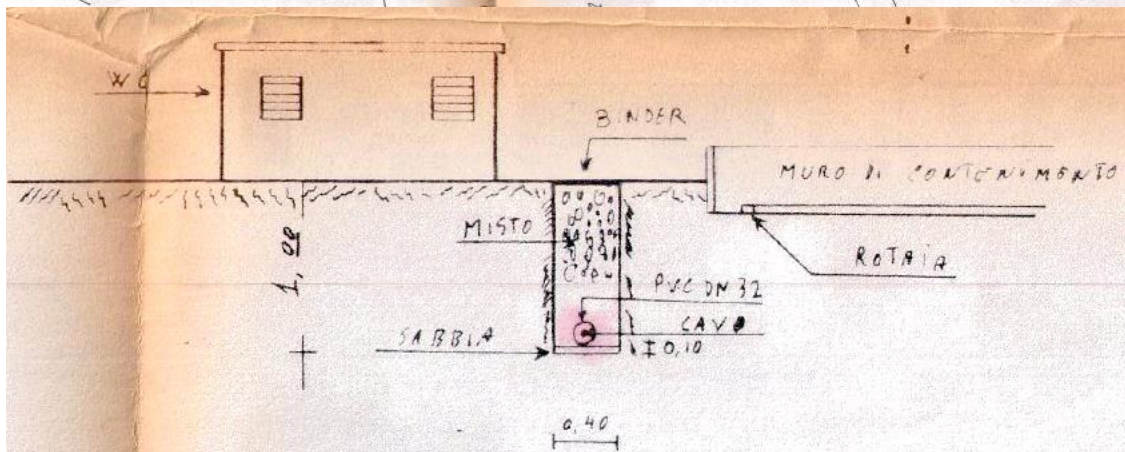 WC
BINDER
MURO DI CONTENIMENTO
MISTO
ROTAIA
1,00
PVC DN 32
CAVO
SABBIA
0,10
0,40